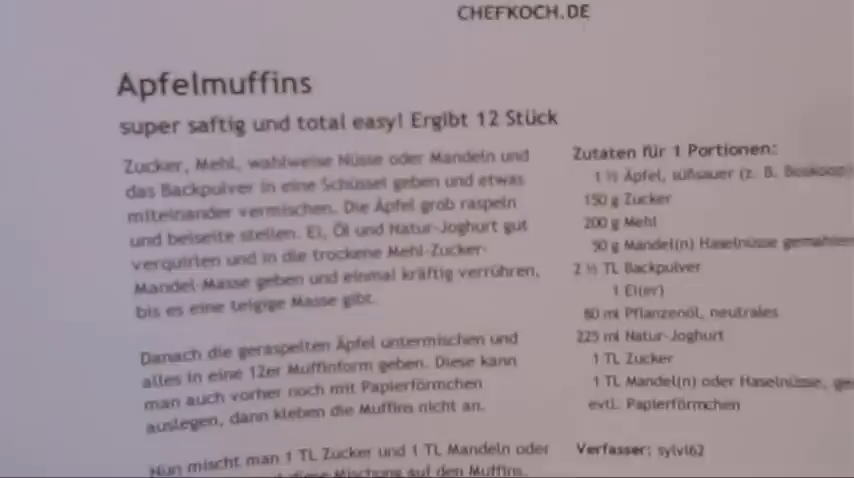 CHEFKOCH.DE
Apfelmuffins
super saftig und total easy! Ergibt 12 Stück
Zucker, Mehl, wahlweise Nüsse oder Mandeln und
das Backpulver in eine Schüssel geben und etwas
miteinander vermischen. Die Äpfel grob raspeln
und beiseite stellen. Ei, Öl und Natur-Joghurt gut
verquirlen und in die trockene Mehl-Zucker-
Mandel-Masse geben und einmal kräftig verrühren,
bis es eine teigige Masse gibt.
Danach die geraspelten Äpfel untermischen und
alles in eine 12er Muffinform geben. Diese kann
man auch vorher noch mit Papierförmchen
auslegen, dann kleben die Muffins nicht an.
Nun mischt man 1 TL Zucker und 1 TL Mandeln oder
diese Mischung auf den Muffins.
Zutaten für 1 Portionen:
1 ½ Äpfel, süßsauer (z. B. Boskoop)
150 g Zucker
200 g Mehl
50 g Mandel(n) Haselnüsse gemahlen
2 ½ TL Backpulver
1 Ei(er)
80 ml Pflanzenöl, neutrales
225 ml Natur-Joghurt
1 TL Zucker
1 TL Mandel(n) oder Haselnüsse, ge
evtl. Papierförmchen
Verfasser: sylvi62